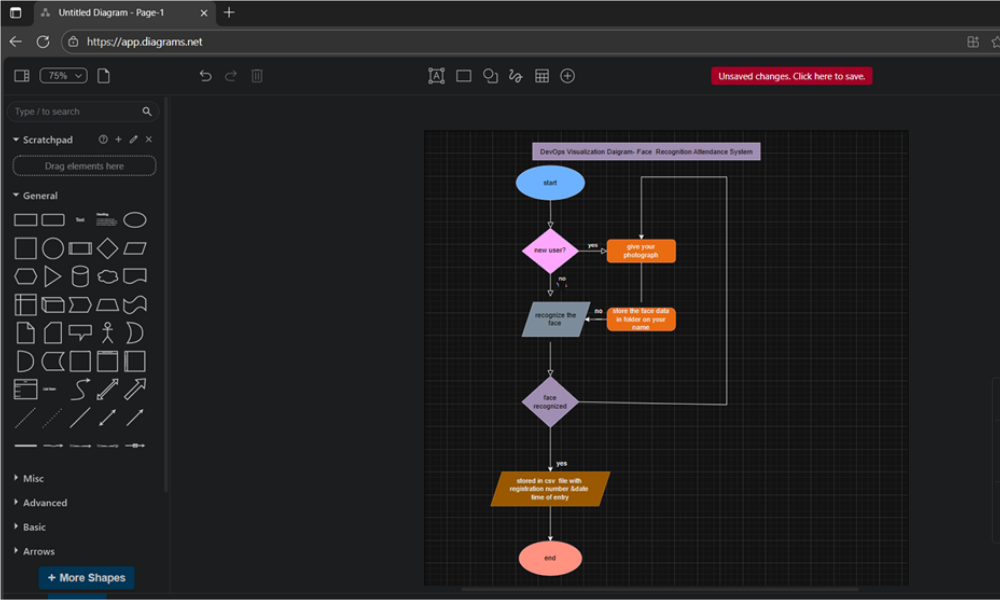 Untitled Diagram - Page-1
https://app.diagrams.net
75%
Unsaved changes. Click here to save.
Type / to search
Scratchpad
Drag elements here
General
Text
Heading
Misc
Advanced
Basic
Arrows
+ More Shapes
DevOps Visualization Daigram- Face Recognition Attendance System
start
new user?
yes
give your
photograph
no
recognize the
face
no
store the face data
in folder on your
name
face
recognized
yes
stored in csv file with
registration number &date
time of entry
end